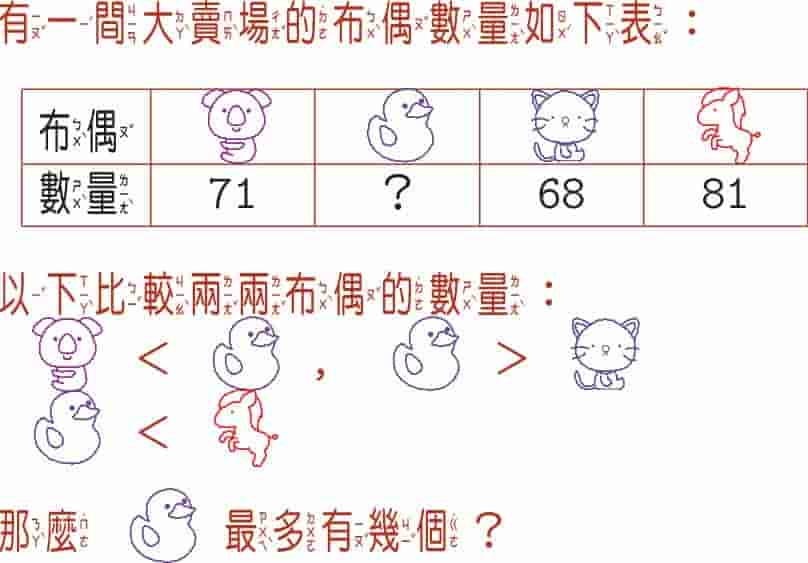 有一間大賣場的布偶數量如下表：
布偶
數量 71 ? 68 81
以下比較兩兩布偶的數量：
< , >
<
那麼 最多有幾個？